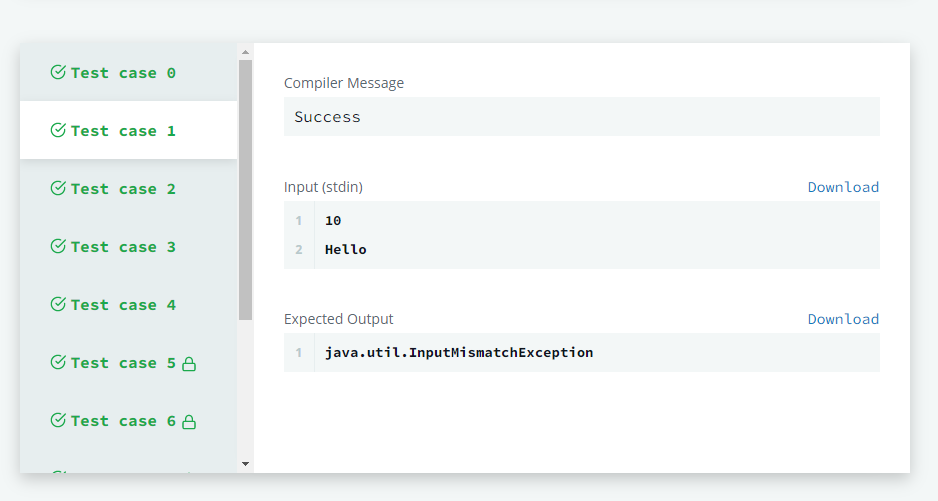 Test case 0
Test case 1
Test case 2
Test case 3
Test case 4
Test case 5
Test case 6
Compiler Message
Success
Input (stdin)
Download
1 10
2 Hello
Expected Output
Download
1 java.util.InputMismatchException